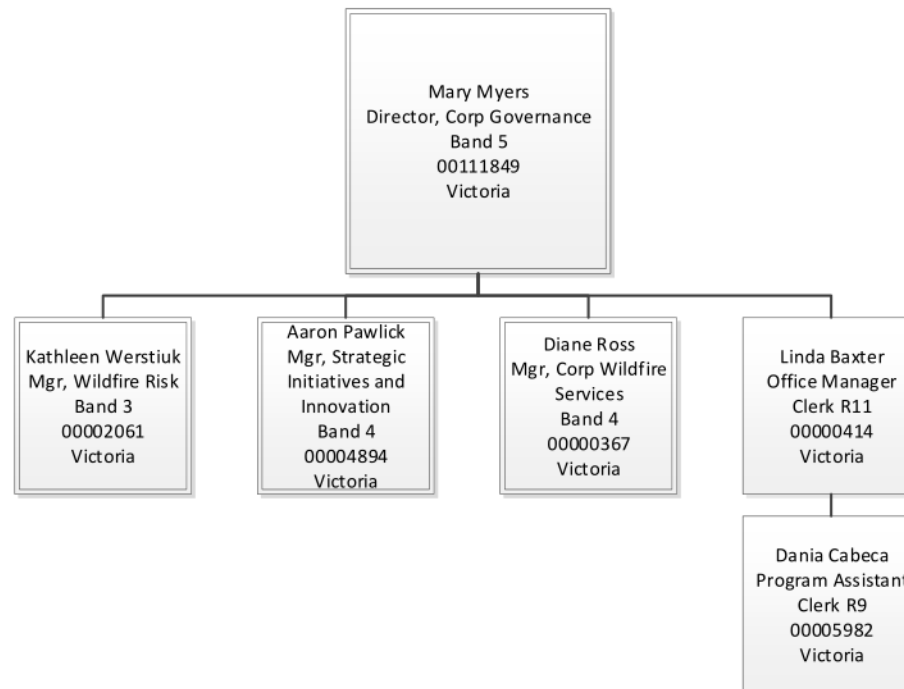 Mary Myers
Director, Corp Governance
Band 5
00111849
Victoria
Kathleen Werstiuk
Mgr, Wildfire Risk
Band 3
00002061
Victoria
Aaron Pawlick
Mgr, Strategic
Initiatives and
Innovation
Band 4
00004894
Victoria
Diane Ross
Mgr, Corp Wildfire
Services
Band 4
00000367
Victoria
Linda Baxter
Office Manager
Clerk R11
00000414
Victoria
Dania Cabeca
Program Assistant
Clerk R9
00005982
Victoria